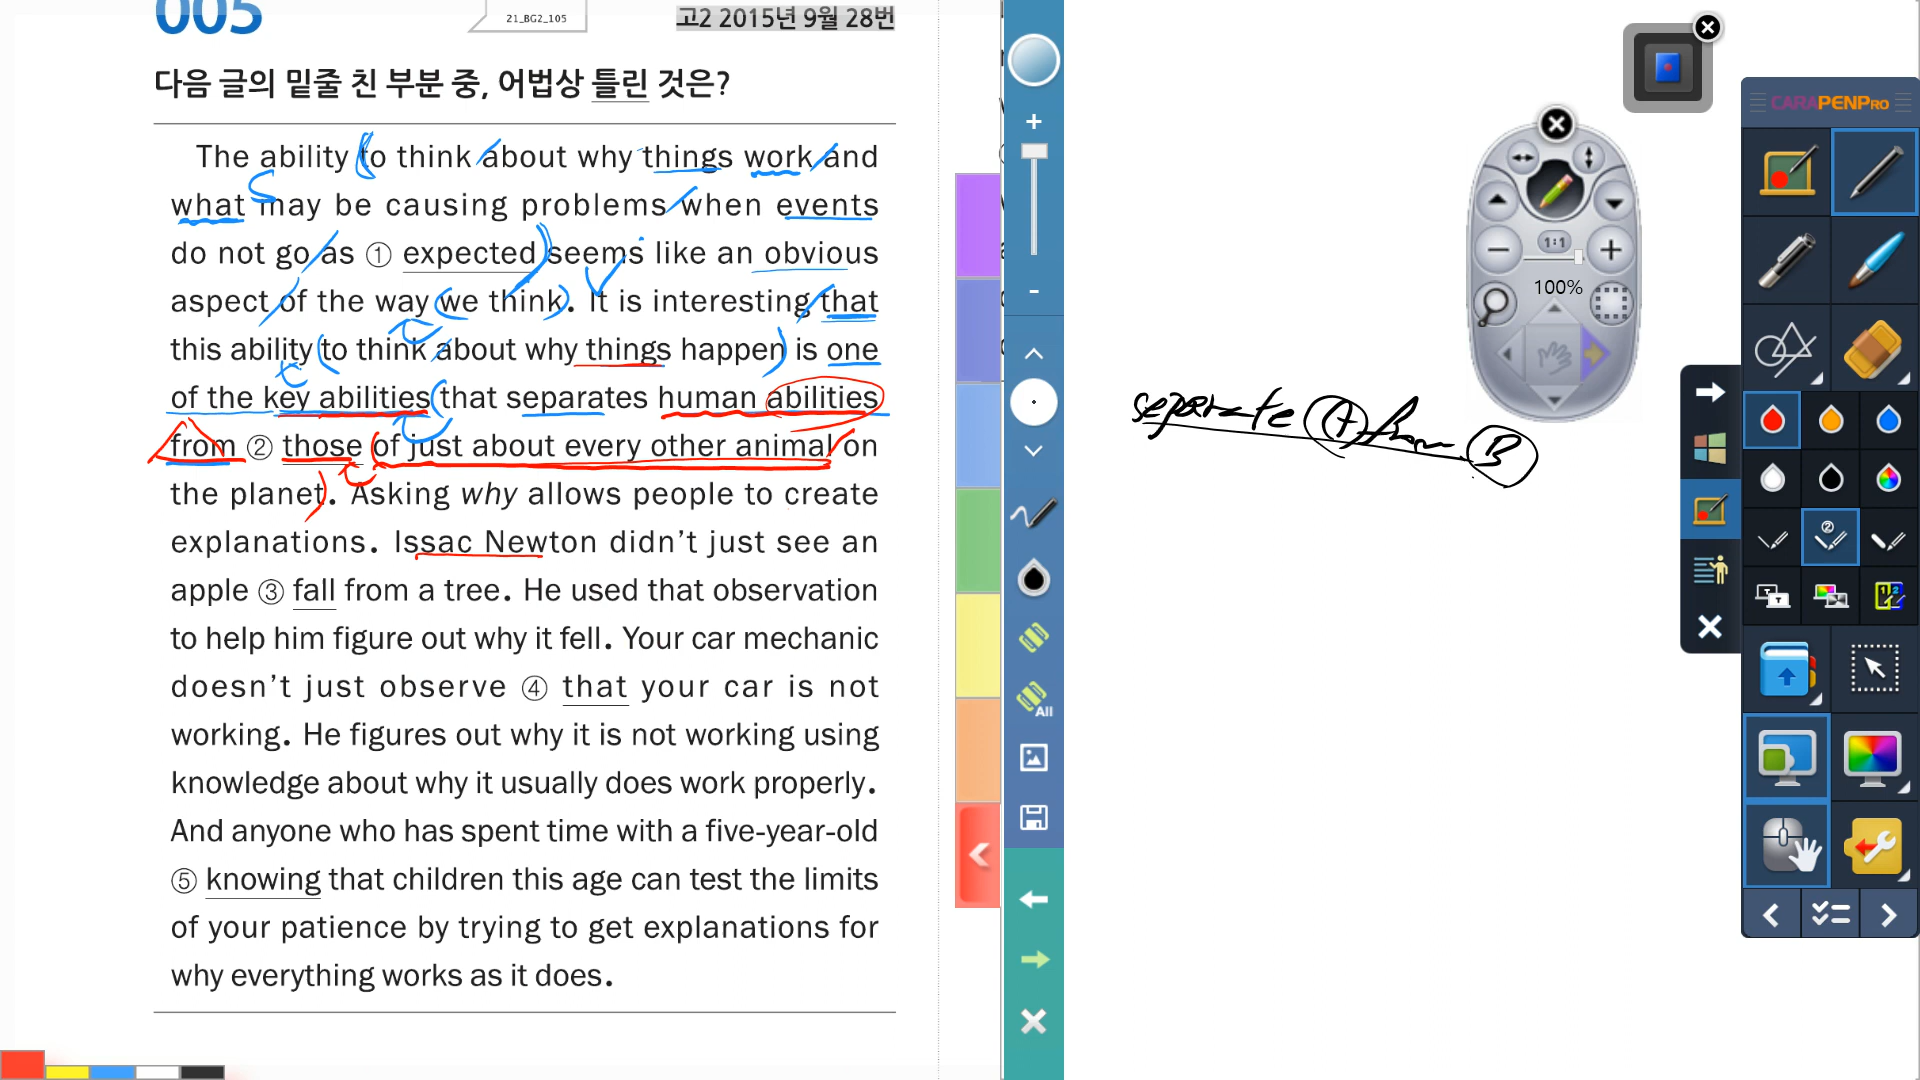 005
21_BG2_105
고2 2015년 9월 28번
다음 글의 밑줄 친 부분 중, 어법상 틀린 것은?
The ability to think about why things work and
what may be causing problems when events
do not go as ① expected seems like an obvious
aspect of the way we think. It is interesting that
this ability to think about why things happen is one
of the key abilities that separates human abilities
from ② those of just about every other animal on
the planet. Asking why allows people to create
explanations. Issac Newton didn't just see an
apple ③ fall from a tree. He used that observation
to help him figure out why it fell. Your car mechanic
doesn't just observe ④ that your car is not
working. He figures out why it is not working using
knowledge about why it usually does work properly.
And anyone who has spent time with a five-year-old
⑤ knowing that children this age can test the limits
of your patience by trying to get explanations for
why everything works as it does.
separate A from B
+
-
All
1:1
100%
CARAPENPRO
②